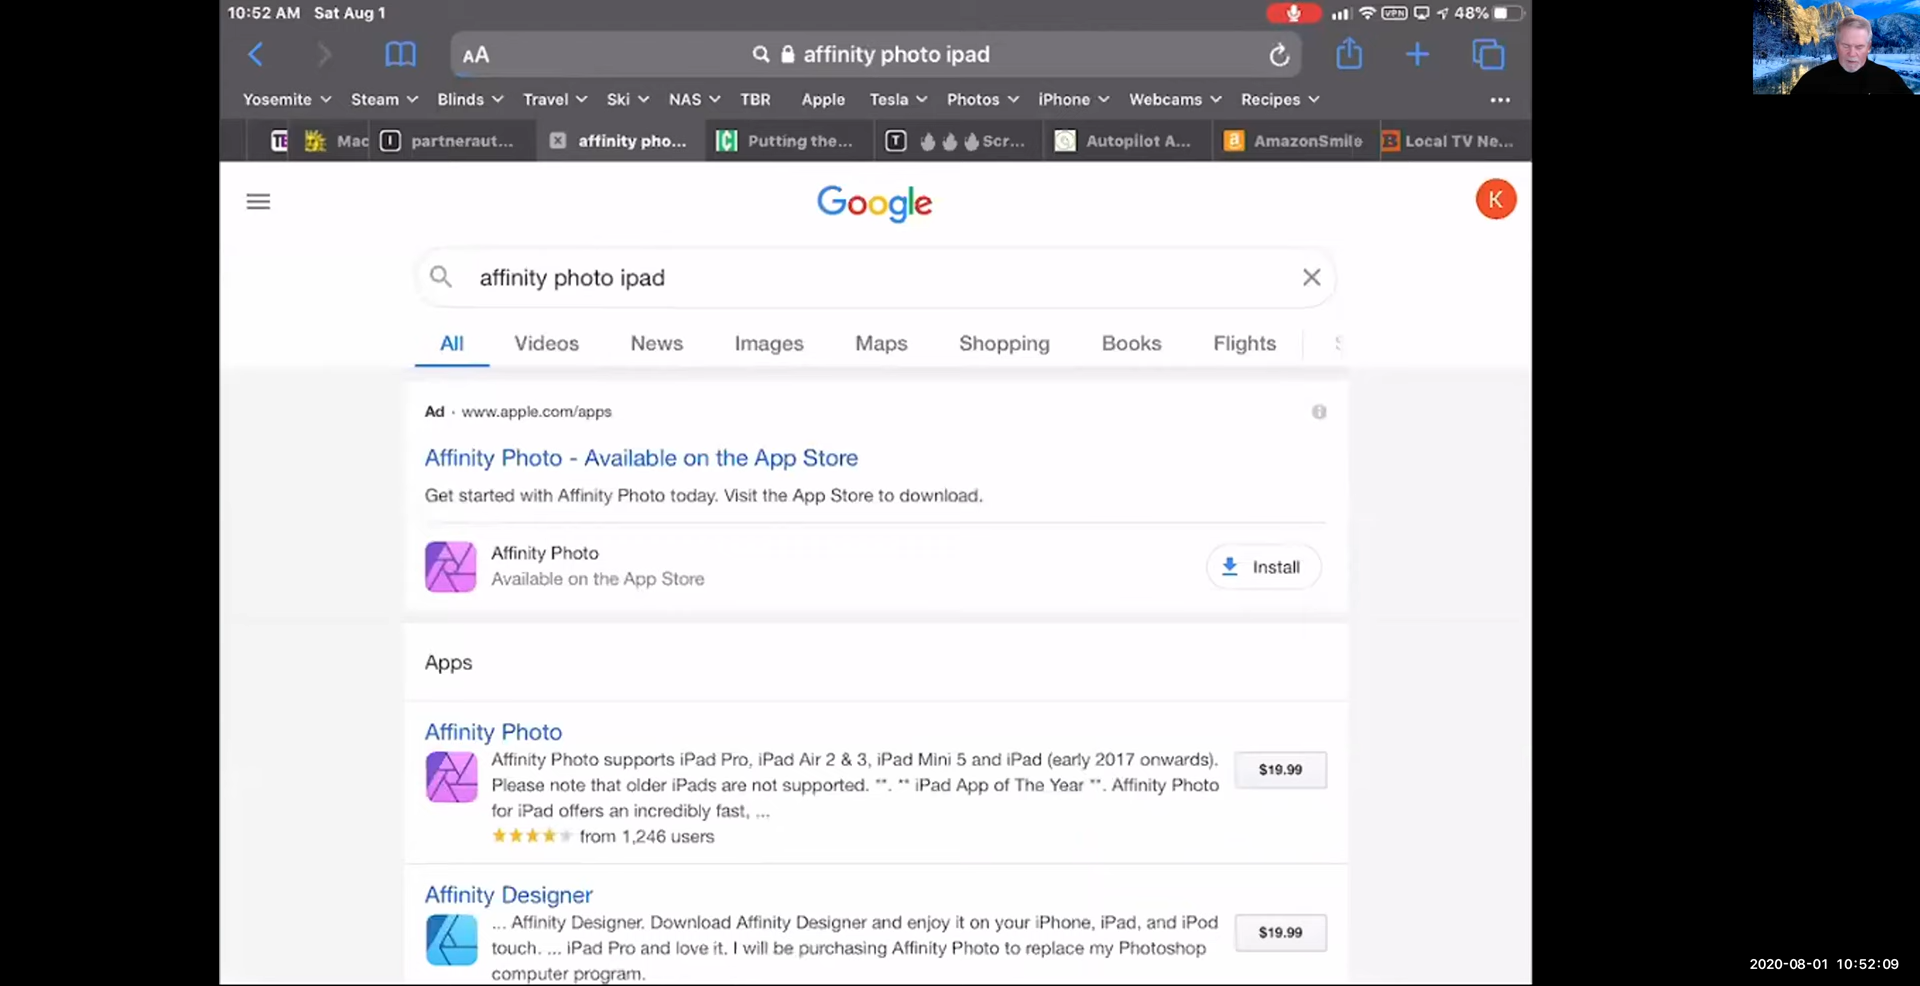 10:52 AM Sat Aug 1
VPN 48%
AA affinity photo ipad
Yosemite Steam Blinds Travel Ski NAS TBR Apple Tesla Photos iPhone Webcams Recipes
Mac partneraut... affinity pho... Putting the... T Scr... Autopilot A... AmazonSmile Local TV Ne...
Google
K
affinity photo ipad
All Videos News Images Maps Shopping Books Flights
Ad · www.apple.com/apps
Affinity Photo - Available on the App Store
Get started with Affinity Photo today. Visit the App Store to download.
Affinity Photo
Available on the App Store
Install
Apps
Affinity Photo
Affinity Photo supports iPad Pro, iPad Air 2 & 3, iPad Mini 5 and iPad (early 2017 onwards).
Please note that older iPads are not supported. **. ** iPad App of The Year **. Affinity Photo
for iPad offers an incredibly fast, ...
from 1,246 users
$19.99
Affinity Designer
... Affinity Designer. Download Affinity Designer and enjoy it on your iPhone, iPad, and iPod
touch. ... iPad Pro and love it. I will be purchasing Affinity Photo to replace my Photoshop
computer program.
$19.99
2020-08-01 10:52:09